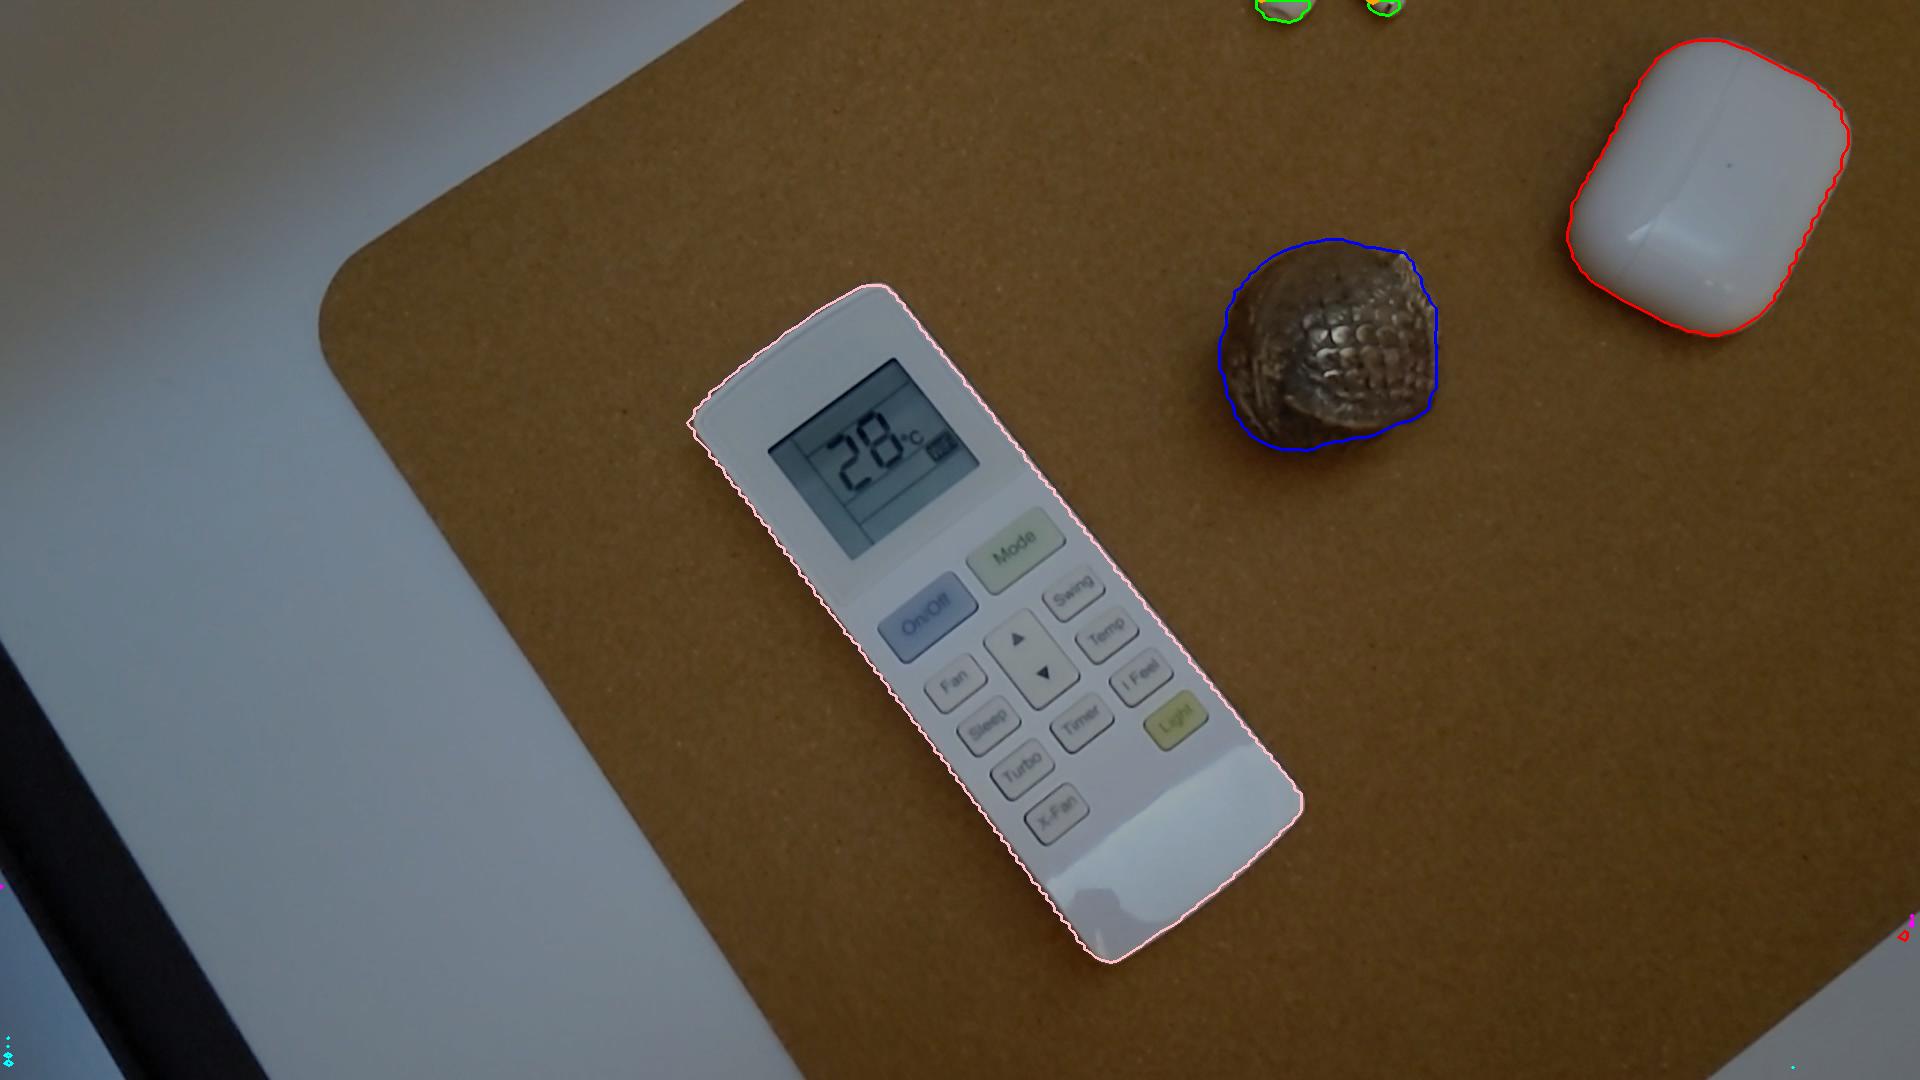 28°C
Mode
On/Off
Swing
Temp
Fan
I Feel
Sleep
Timer
Light
Turbo
X-Fan